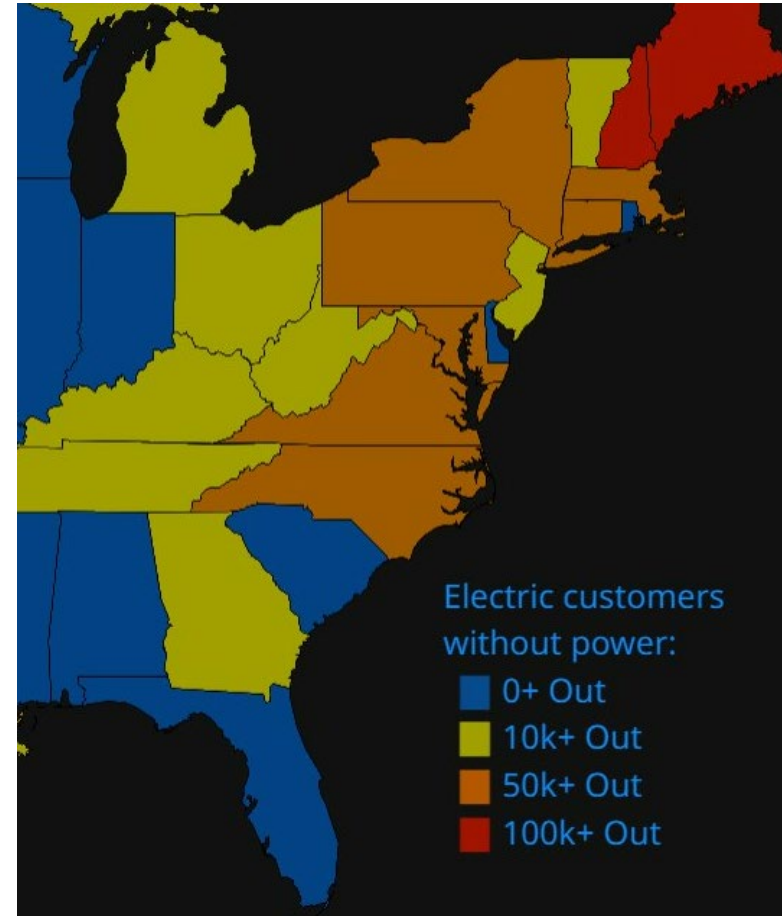 Electric customers
without power:
0+ Out
10k+ Out
50k+ Out
100k+ Out